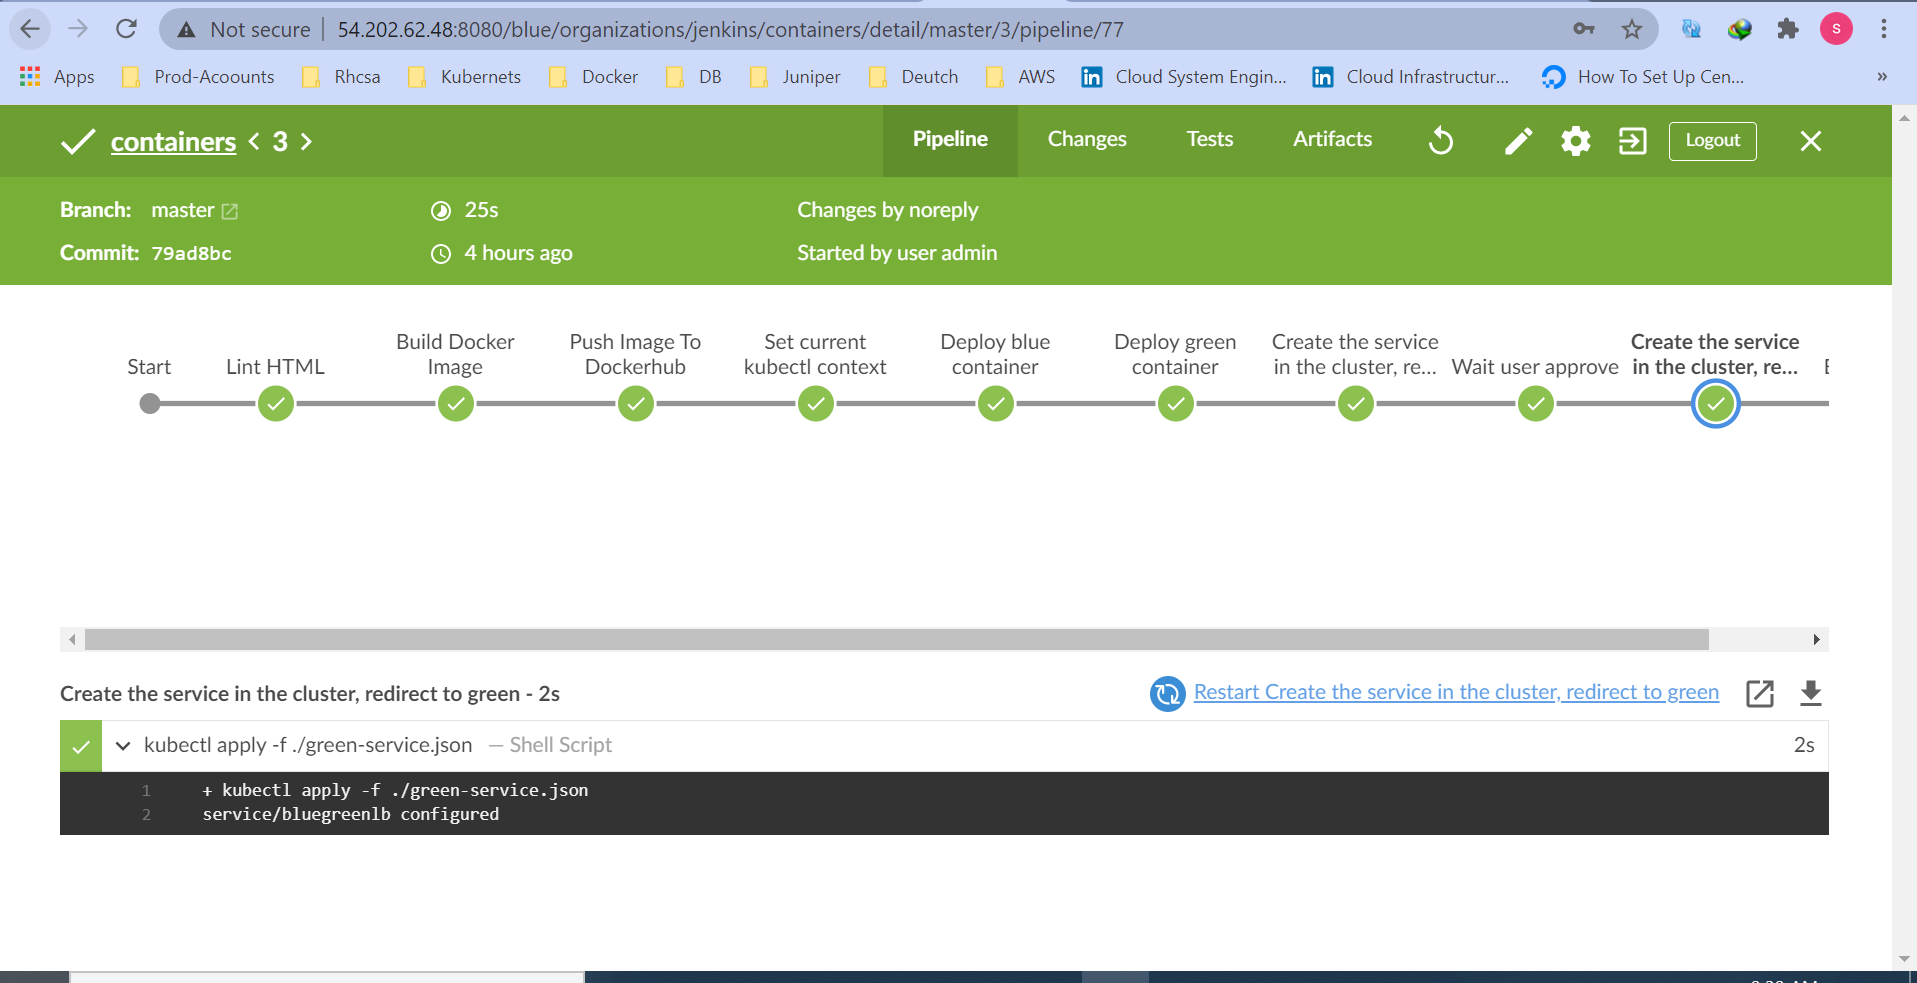 Not secure | 54.202.62.48:8080/blue/organizations/jenkins/containers/detail/master/3/pipeline/77
S
Apps Prod-Acoounts Rhcsa Kubernets Docker DB Juniper Deutch AWS Cloud System Engin... Cloud Infrastructur... How To Set Up Cen... »
containers < 3 > Pipeline Changes Tests Artifacts Logout
Branch: master 25s Changes by noreply
Commit: 79ad8bc 4 hours ago Started by user admin
Start
Lint HTML
Build Docker
Image
Push Image To
Dockerhub
Set current
kubectl context
Deploy blue
container
Deploy green
container
Create the service
in the cluster, re...
Wait user approve
Create the service
in the cluster, re...
Create the service in the cluster, redirect to green - 2s
Restart Create the service in the cluster, redirect to green
kubectl apply -f ./green-service.json — Shell Script 2s
1 + kubectl apply -f ./green-service.json
2 service/bluegreenlb configured